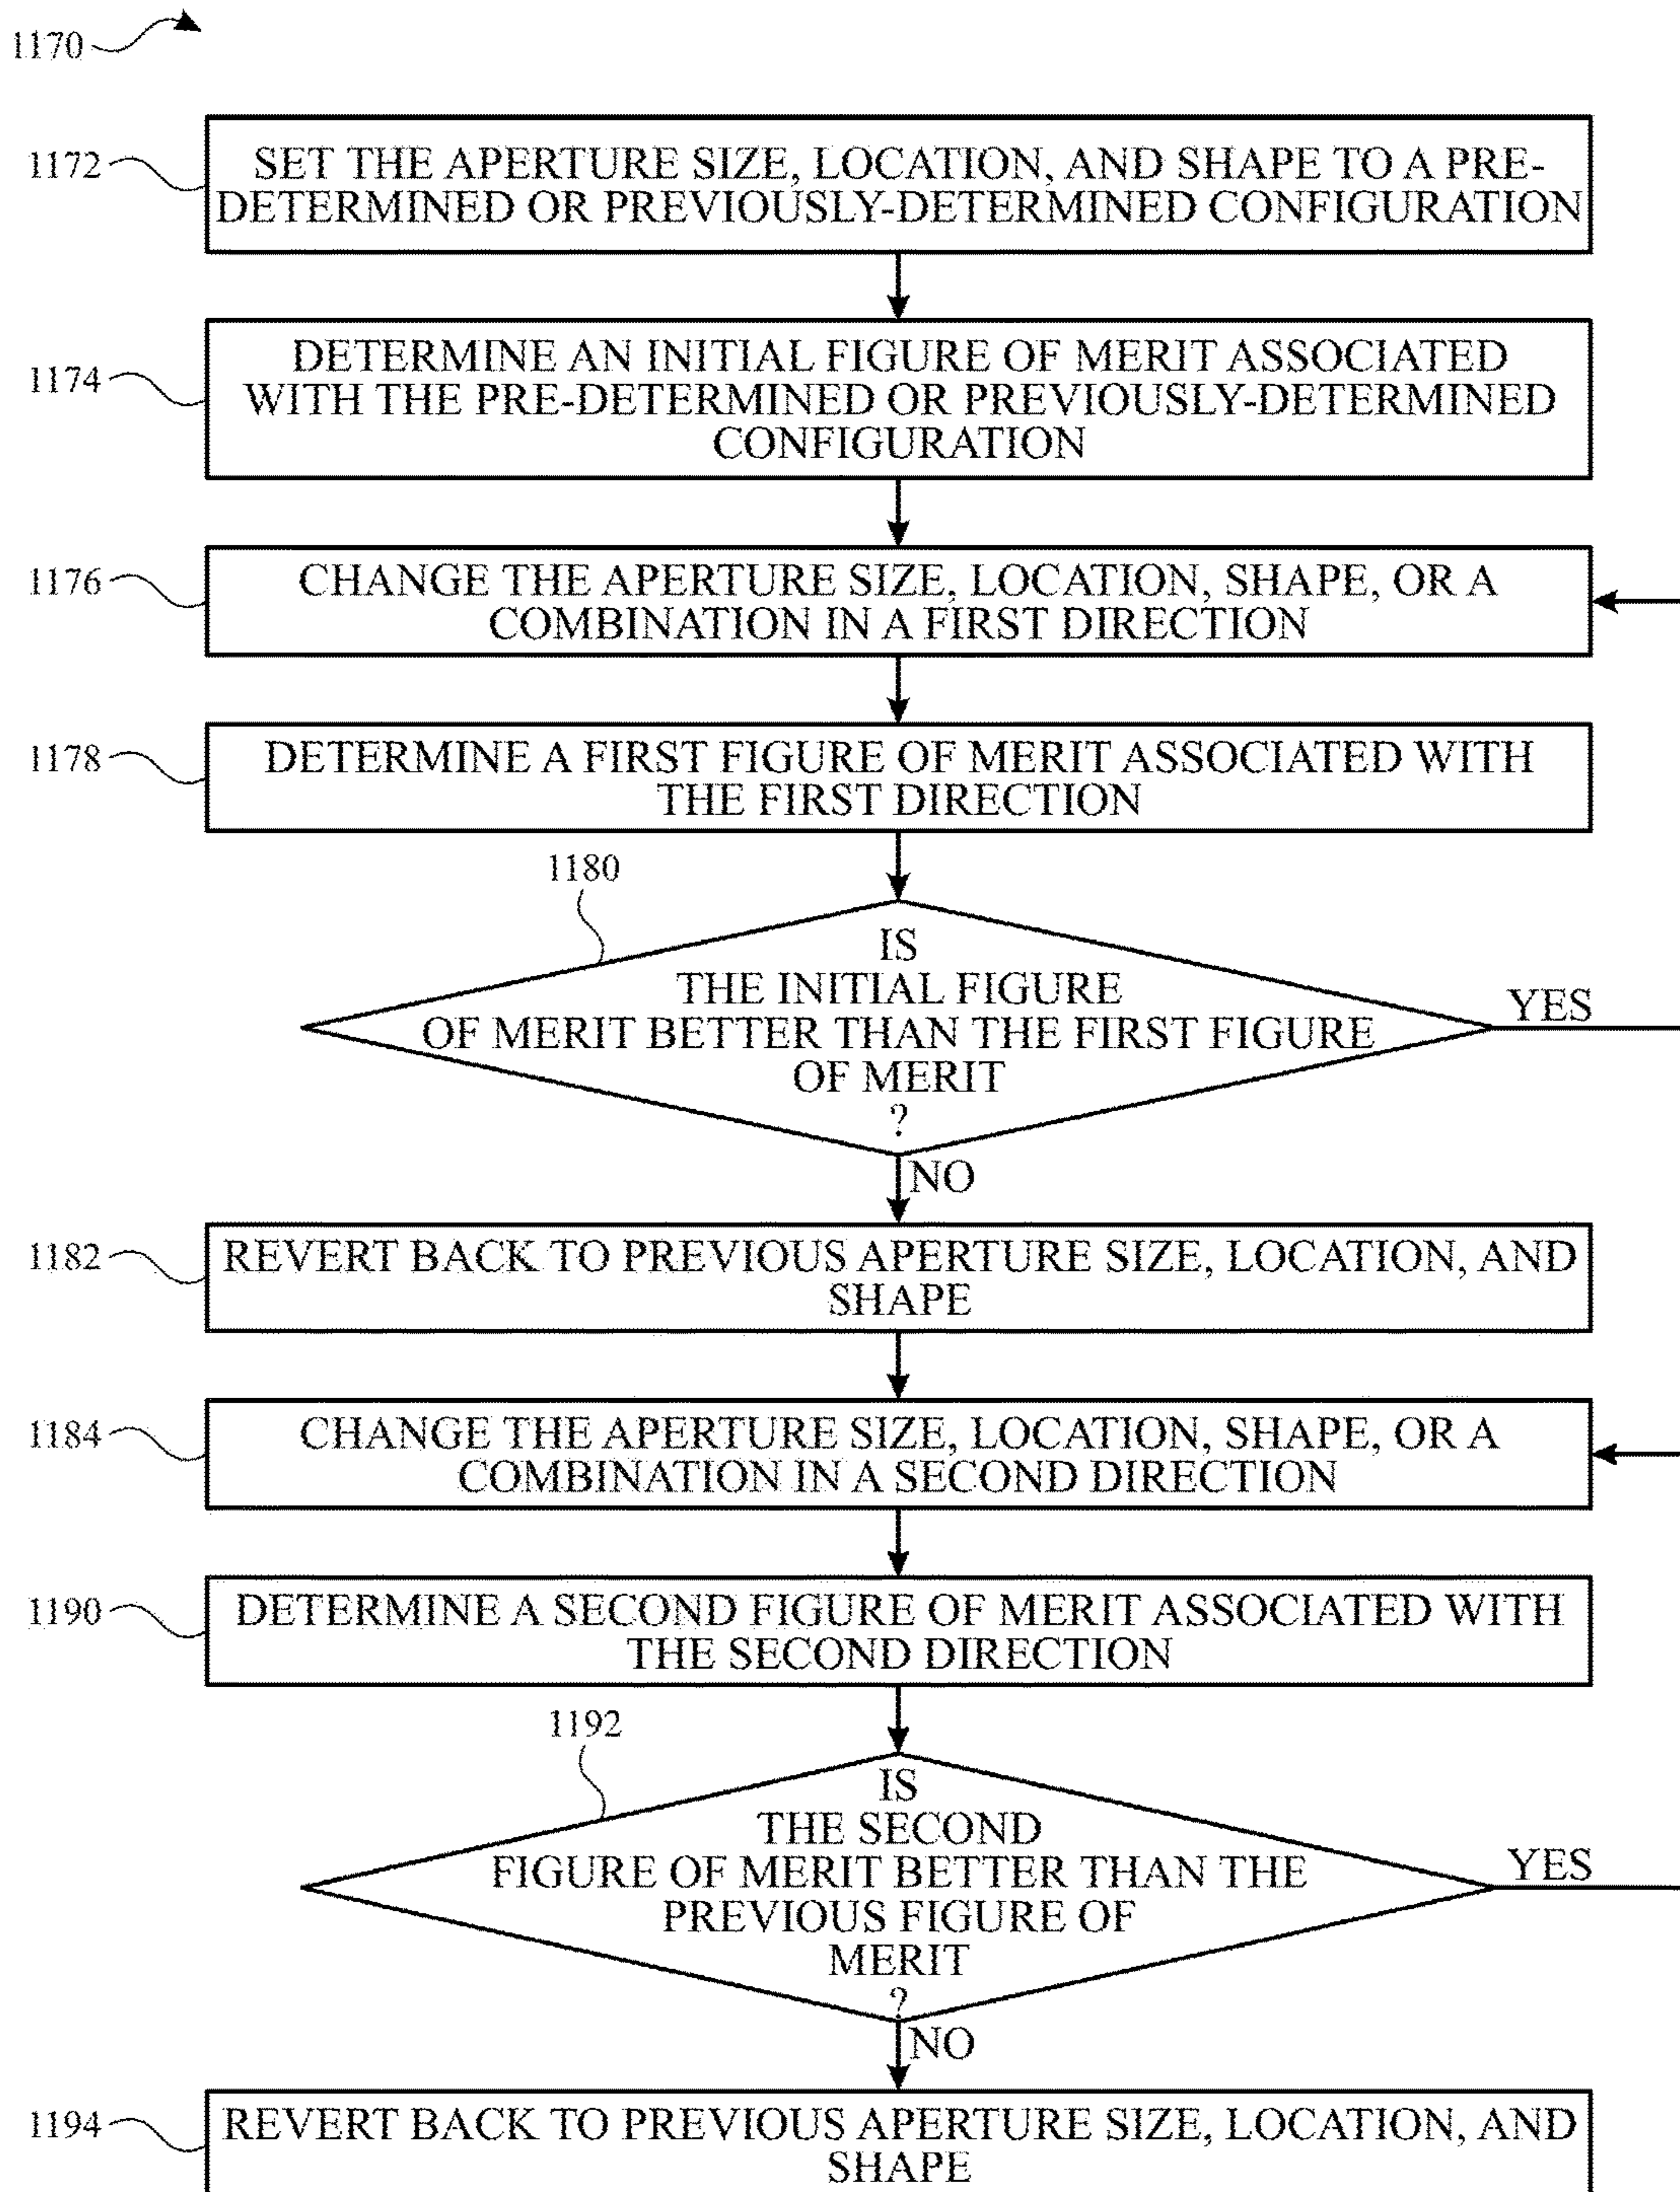 1170
1172
SET THE APERTURE SIZE, LOCATION, AND SHAPE TO A PRE-
DETERMINED OR PREVIOUSLY-DETERMINED CONFIGURATION
1174
DETERMINE AN INITIAL FIGURE OF MERIT ASSOCIATED
WITH THE PRE-DETERMINED OR PREVIOUSLY-DETERMINED
CONFIGURATION
1176
CHANGE THE APERTURE SIZE, LOCATION, SHAPE, OR A
COMBINATION IN A FIRST DIRECTION
1178
DETERMINE A FIRST FIGURE OF MERIT ASSOCIATED WITH
THE FIRST DIRECTION
1180
IS
THE INITIAL FIGURE
OF MERIT BETTER THAN THE FIRST FIGURE
OF MERIT
?
YES
NO
1182
REVERT BACK TO PREVIOUS APERTURE SIZE, LOCATION, AND
SHAPE
1184
CHANGE THE APERTURE SIZE, LOCATION, SHAPE, OR A
COMBINATION IN A SECOND DIRECTION
1190
DETERMINE A SECOND FIGURE OF MERIT ASSOCIATED WITH
THE SECOND DIRECTION
1192
IS
THE SECOND
FIGURE OF MERIT BETTER THAN THE
PREVIOUS FIGURE OF
MERIT
?
YES
NO
1194
REVERT BACK TO PREVIOUS APERTURE SIZE, LOCATION, AND
SHAPE